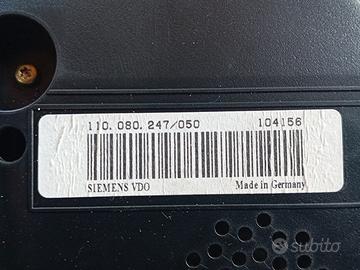 110.080.247/050 104156
SIEMENS VDO Made in Germany
subito